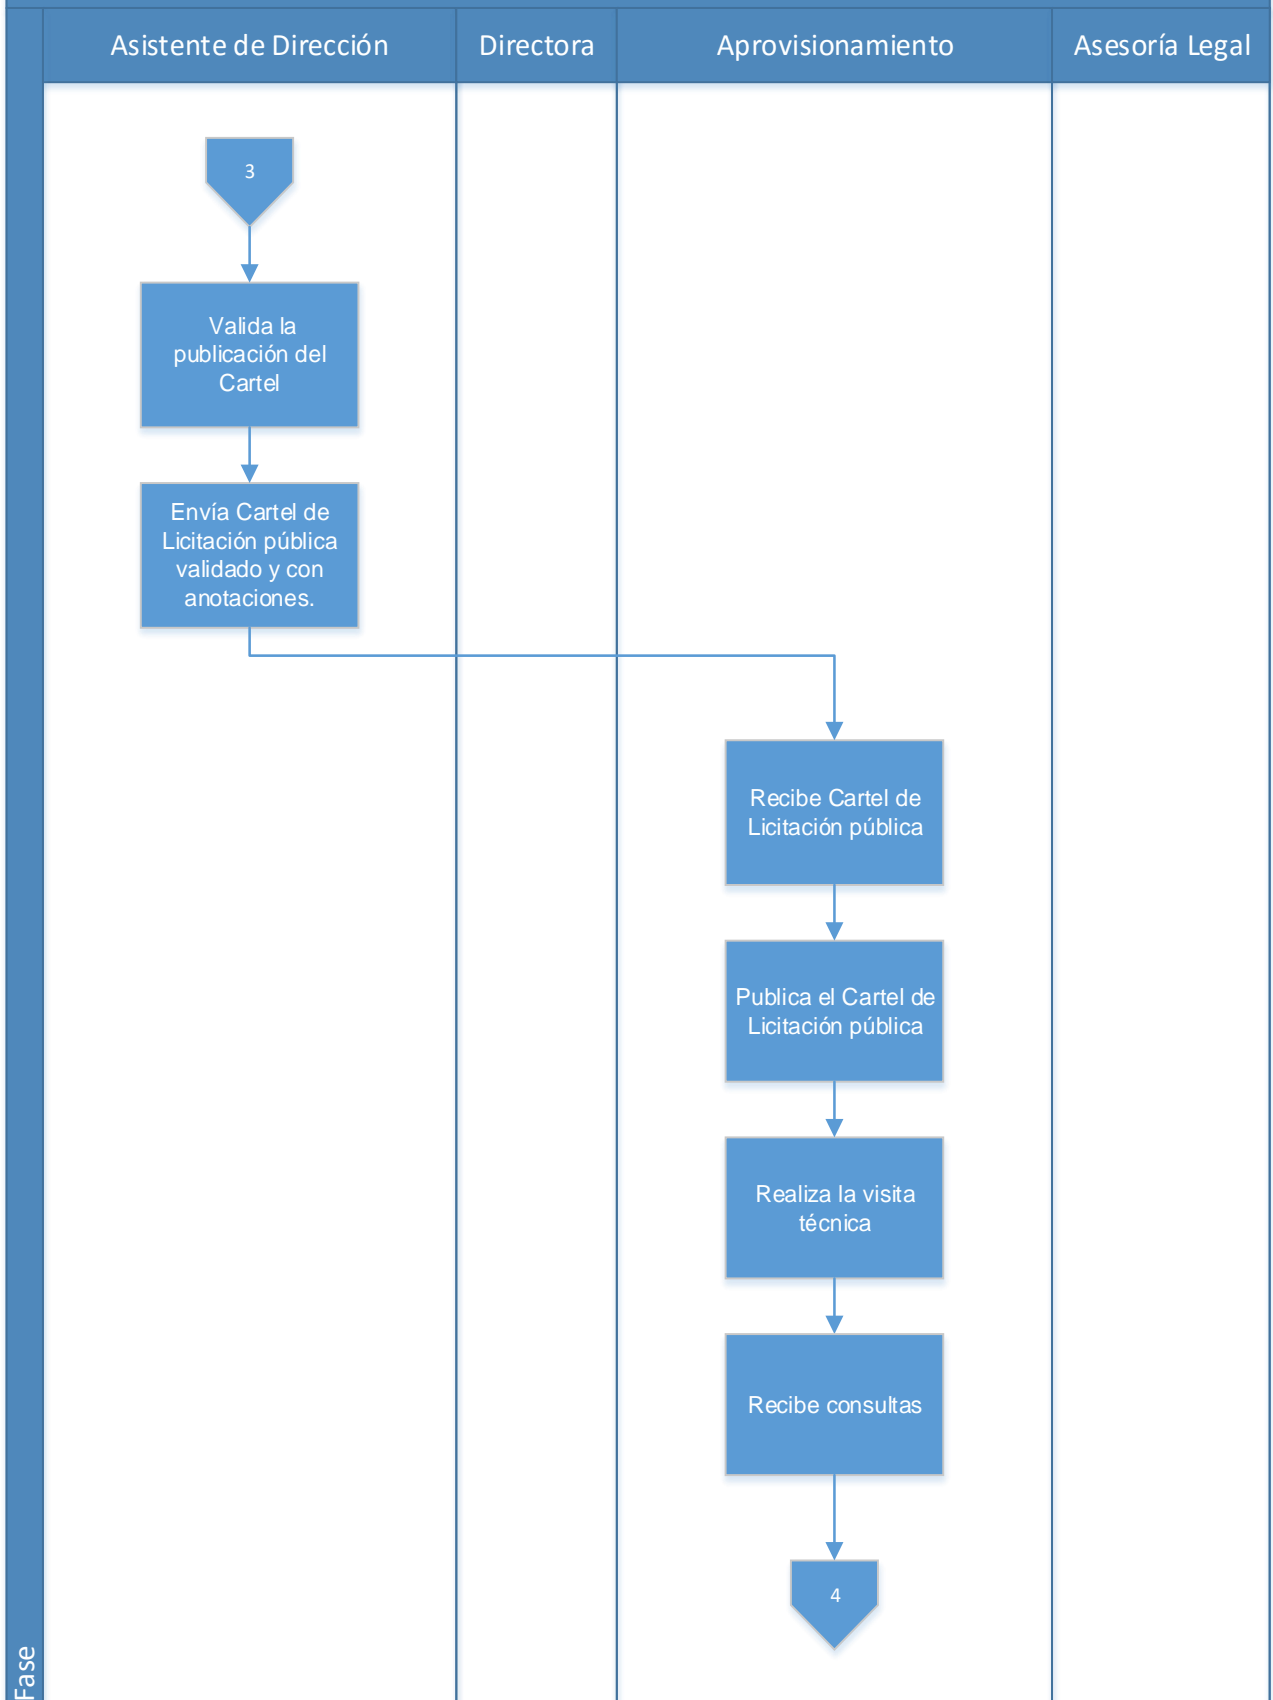 Asistente de Dirección
Directora
Aprovisionamiento
Asesoría Legal
3
Valida la
publicación del
Cartel
Envía Cartel de
Licitación pública
validado y con
anotaciones.
Recibe Cartel de
Licitación pública
Publica el Cartel de
Licitación pública
Realiza la visita
técnica
Recibe consultas
4
Fase